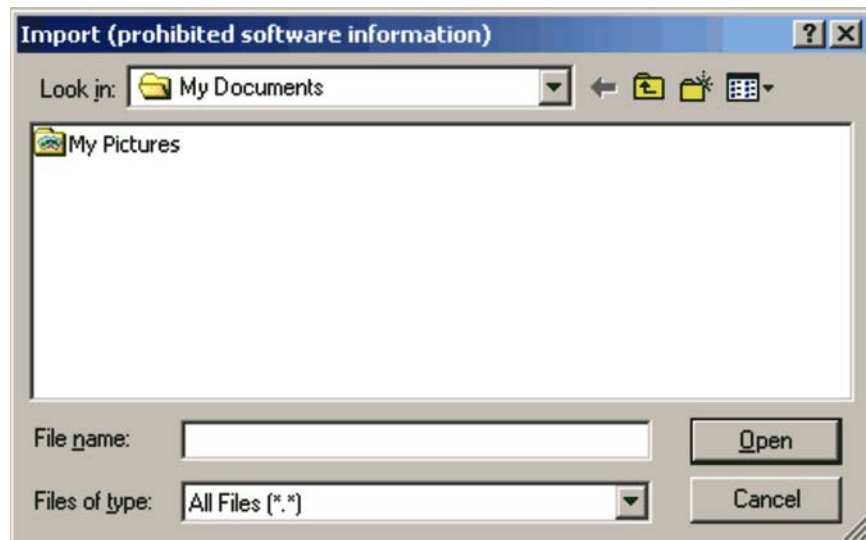 Import (prohibited software information)
Look in: My Documents
My Pictures
File name:
Open
Files of type: All Files (*.*)
Cancel